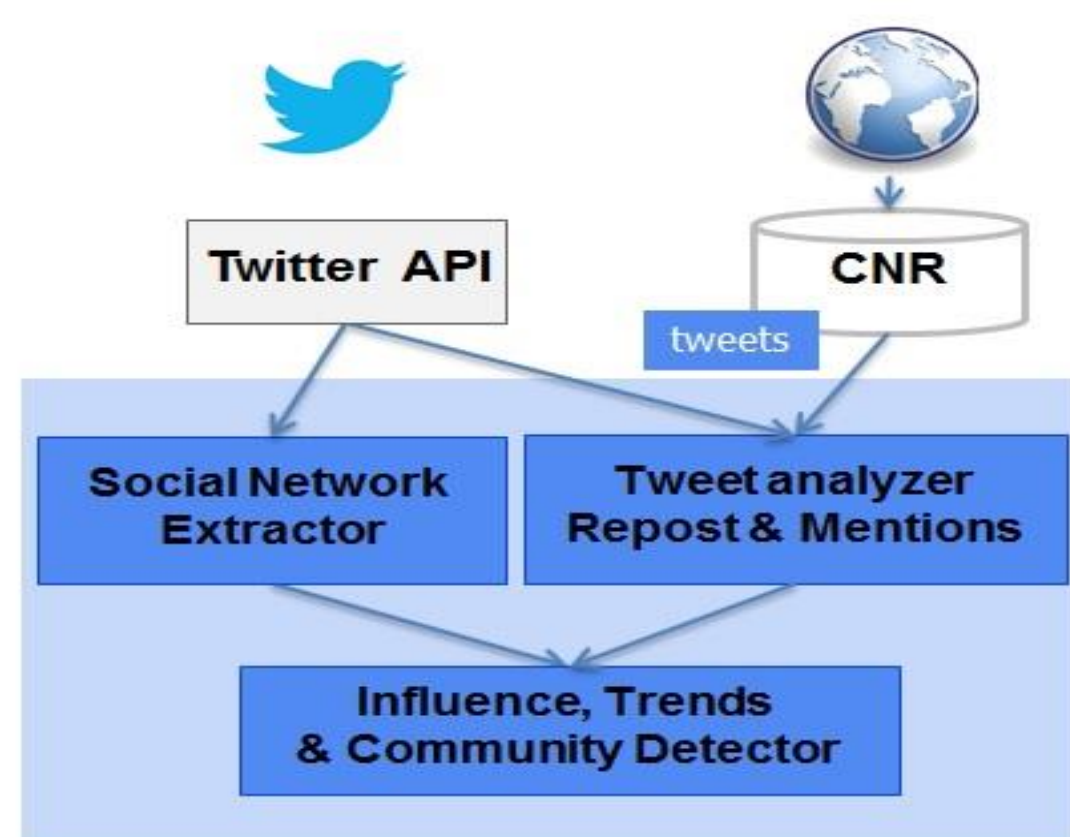 Twitter API
CNR
tweets
Social Network
Extractor
Tweet analyzer
Repost & Mentions
Influence, Trends
& Community Detector